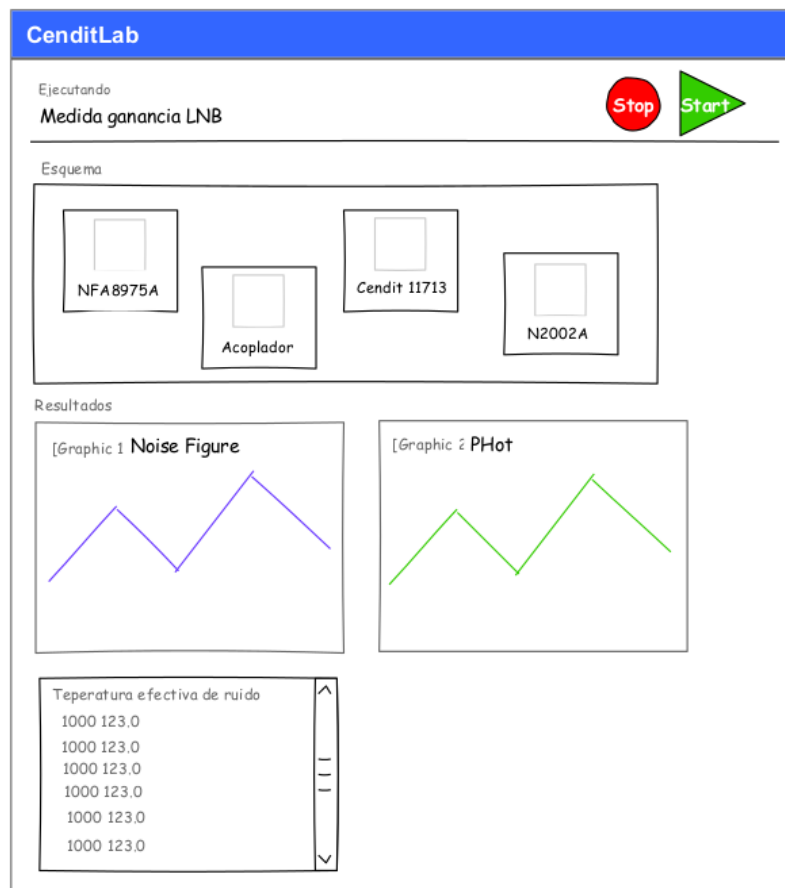 CenditLab
Ejecutando
Medida ganancia LNB
Stop
Start
Esquema
NFA8975A
Acoplador
Cendit 11713
N2002A
Resultados
[Graphic 1 Noise Figure
[Graphic 2 PHot
Teperatura efectiva de ruido
1000 123.0
1000 123.0
1000 123.0
1000 123.0
1000 123.0
1000 123.0